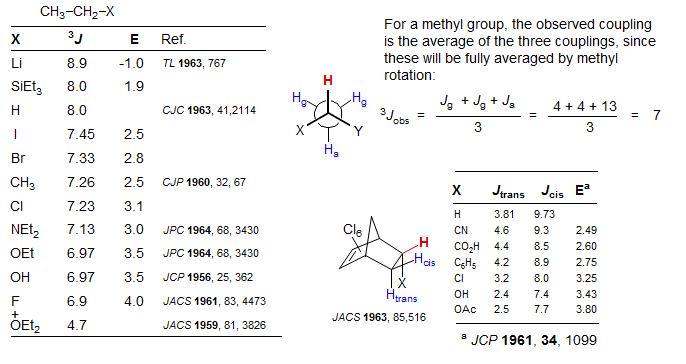 CH3–CH2–X
X 3J E Ref.
Li 8.9 -1.0 TL 1963, 767
SiEt3 8.0 1.9
H 8.0 CJC 1963, 41,2114
I 7.45 2.5
Br 7.33 2.8
CH3 7.26 2.5 CJP 1960, 32, 67
Cl 7.23 3.1
NEt2 7.13 3.0 JPC 1964, 68, 3430
OEt 6.97 3.5 JPC 1964, 68, 3430
OH 6.97 3.5 JCP 1956, 25, 362
F 6.9 4.0 JACS 1961, 83, 4473
+
OEt2 4.7 JACS 1959, 81, 3826
For a methyl group, the observed coupling
is the average of the three couplings, since
these will be fully averaged by methyl
rotation:
H
Hg Hg
X Y
Ha
3Jobs = Jg + Jg + Ja / 3 = 4 + 4 + 13 / 3 = 7
Cl6
H
Hcis
X
Htrans
JACS 1963, 85,516
X Jtrans Jcis Ea
H 3.81 9.73
CN 4.6 9.3 2.49
CO2H 4.4 8.5 2.60
C6H5 4.2 8.9 2.75
Cl 3.2 8.0 3.25
OH 2.4 7.4 3.43
OAc 2.5 7.7 3.80
a JCP 1961, 34, 1099